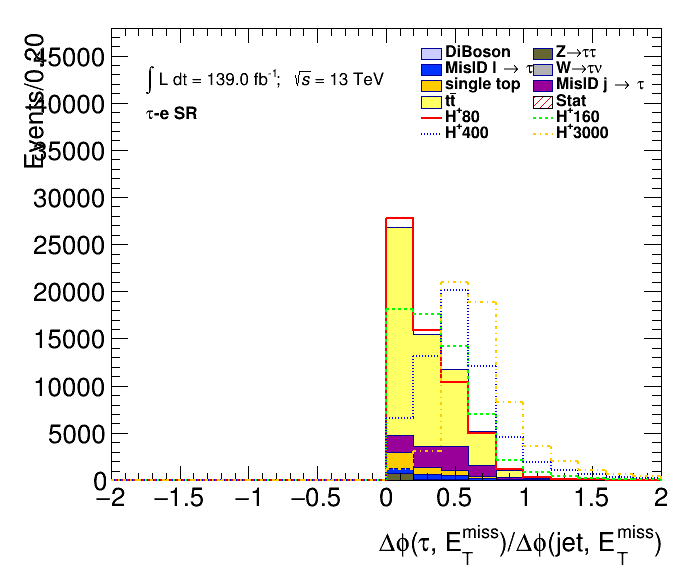 Events/0.20
45000
40000
35000
30000
25000
20000
15000
10000
5000
0
∫ L dt = 139.0 fb⁻¹; √s = 13 TeV
τ-e SR
DiBoson
Z→ττ
MisID l → τ
W→τν
single top
MisID j → τ
tt̄
Stat
H⁺80
H⁺160
H⁺400
H⁺3000
−2 −1.5 −1 −0.5 0 0.5 1 1.5 2
Δϕ(τ, E_T^miss)/Δϕ(jet, E_T^miss)